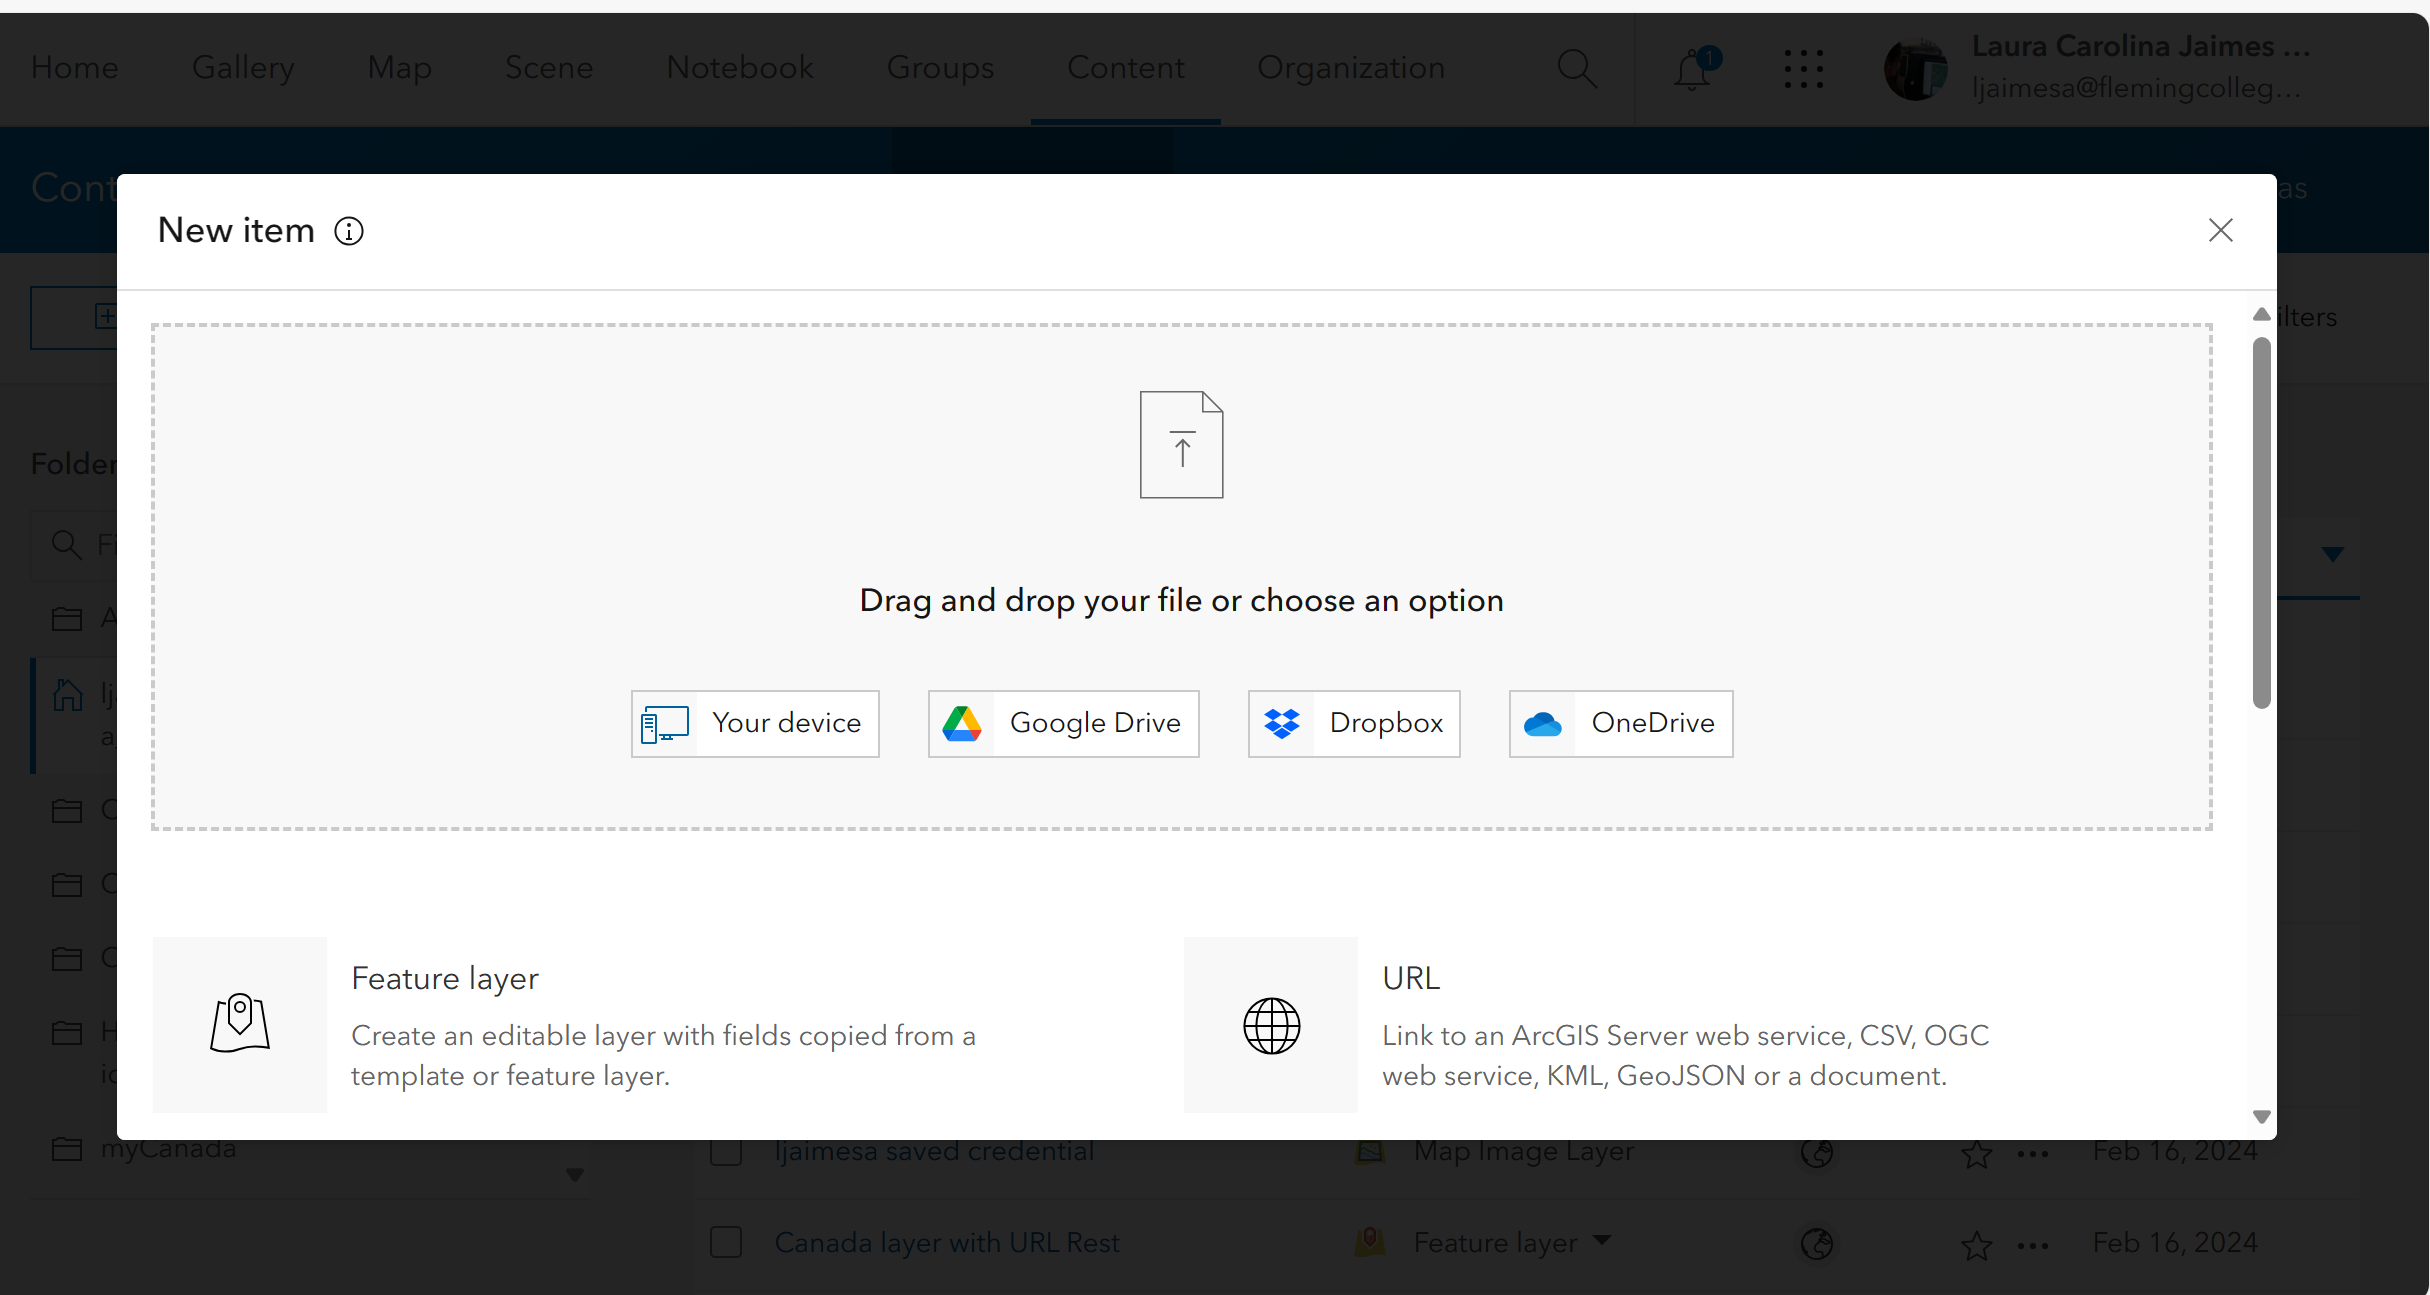 Home Gallery Map Scene Notebook Groups Content Organization 1 Laura Carolina Jaimes ...
ljaimesa@flemingcolleg...
New item
ilters
Drag and drop your file or choose an option
Your device Google Drive Dropbox OneDrive
Feature layer
Create an editable layer with fields copied from a
template or feature layer.
URL
Link to an ArcGIS Server web service, CSV, OGC
web service, KML, GeoJSON or a document.
Cont
as
Folder
myCanada
ljaimesa saved credential Map Image Layer Feb 16, 2024
Canada layer with URL Rest Feature layer Feb 16, 2024